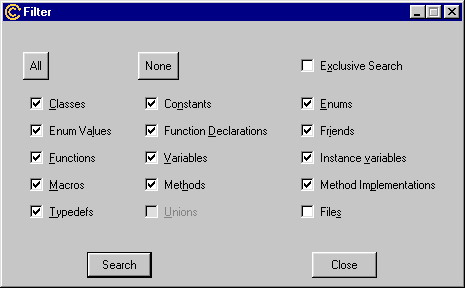 Filter
All None Exclusive Search
Classes Constants Enums
Enum Values Function Declarations Friends
Functions Variables Instance variables
Macros Methods Method Implementations
Typedefs Unions Files
Search Close